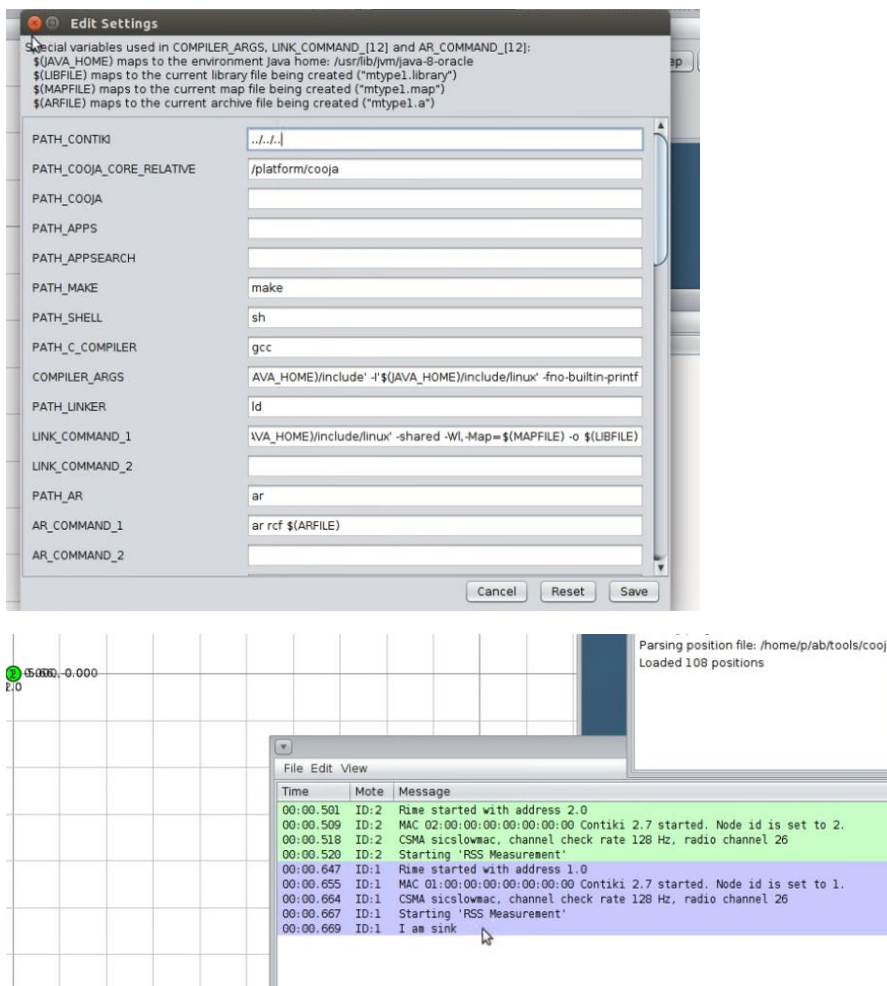 Edit Settings
Special variables used in COMPILER_ARGS, LINK_COMMAND_[12] and AR_COMMAND_[12]:
$(JAVA_HOME) maps to the environment Java home: /usr/lib/jvm/java-8-oracle
$(LIBFILE) maps to the current library file being created ("mtype1.library")
$(MAPFILE) maps to the current map file being created ("mtype1.map")
$(ARFILE) maps to the current archive file being created ("mtype1.a")
ep
PATH_CONTIKI ../../..
PATH_COOJA_CORE_RELATIVE /platform/cooja
PATH_COOJA
PATH_APPS
PATH_APPSEARCH
PATH_MAKE make
PATH_SHELL sh
PATH_C_COMPILER gcc
COMPILER_ARGS AVA_HOME)/include' -I'$(JAVA_HOME)/include/linux' -fno-builtin-printf
PATH_LINKER ld
LINK_COMMAND_1 AVA_HOME)/include/linux' -shared -Wl,-Map=$(MAPFILE) -o $(LIBFILE)
LINK_COMMAND_2
PATH_AR ar
AR_COMMAND_1 ar rcf $(ARFILE)
AR_COMMAND_2
Cancel Reset Save
Parsing position file: /home/p/ab/tools/cooj
Loaded 108 positions
-0.000
2.0
File Edit View
Time Mote Message
00:00.501 ID:2 Rime started with address 2.0
00:00.509 ID:2 MAC 02:00:00:00:00:00:00:00 Contiki 2.7 started. Node id is set to 2.
00:00.518 ID:2 CSMA sicslowmac, channel check rate 128 Hz, radio channel 26
00:00.520 ID:2 Starting 'RSS Measurement'
00:00.647 ID:1 Rime started with address 1.0
00:00.655 ID:1 MAC 01:00:00:00:00:00:00:00 Contiki 2.7 started. Node id is set to 1.
00:00.664 ID:1 CSMA sicslowmac, channel check rate 128 Hz, radio channel 26
00:00.667 ID:1 Starting 'RSS Measurement'
00:00.669 ID:1 I am sink